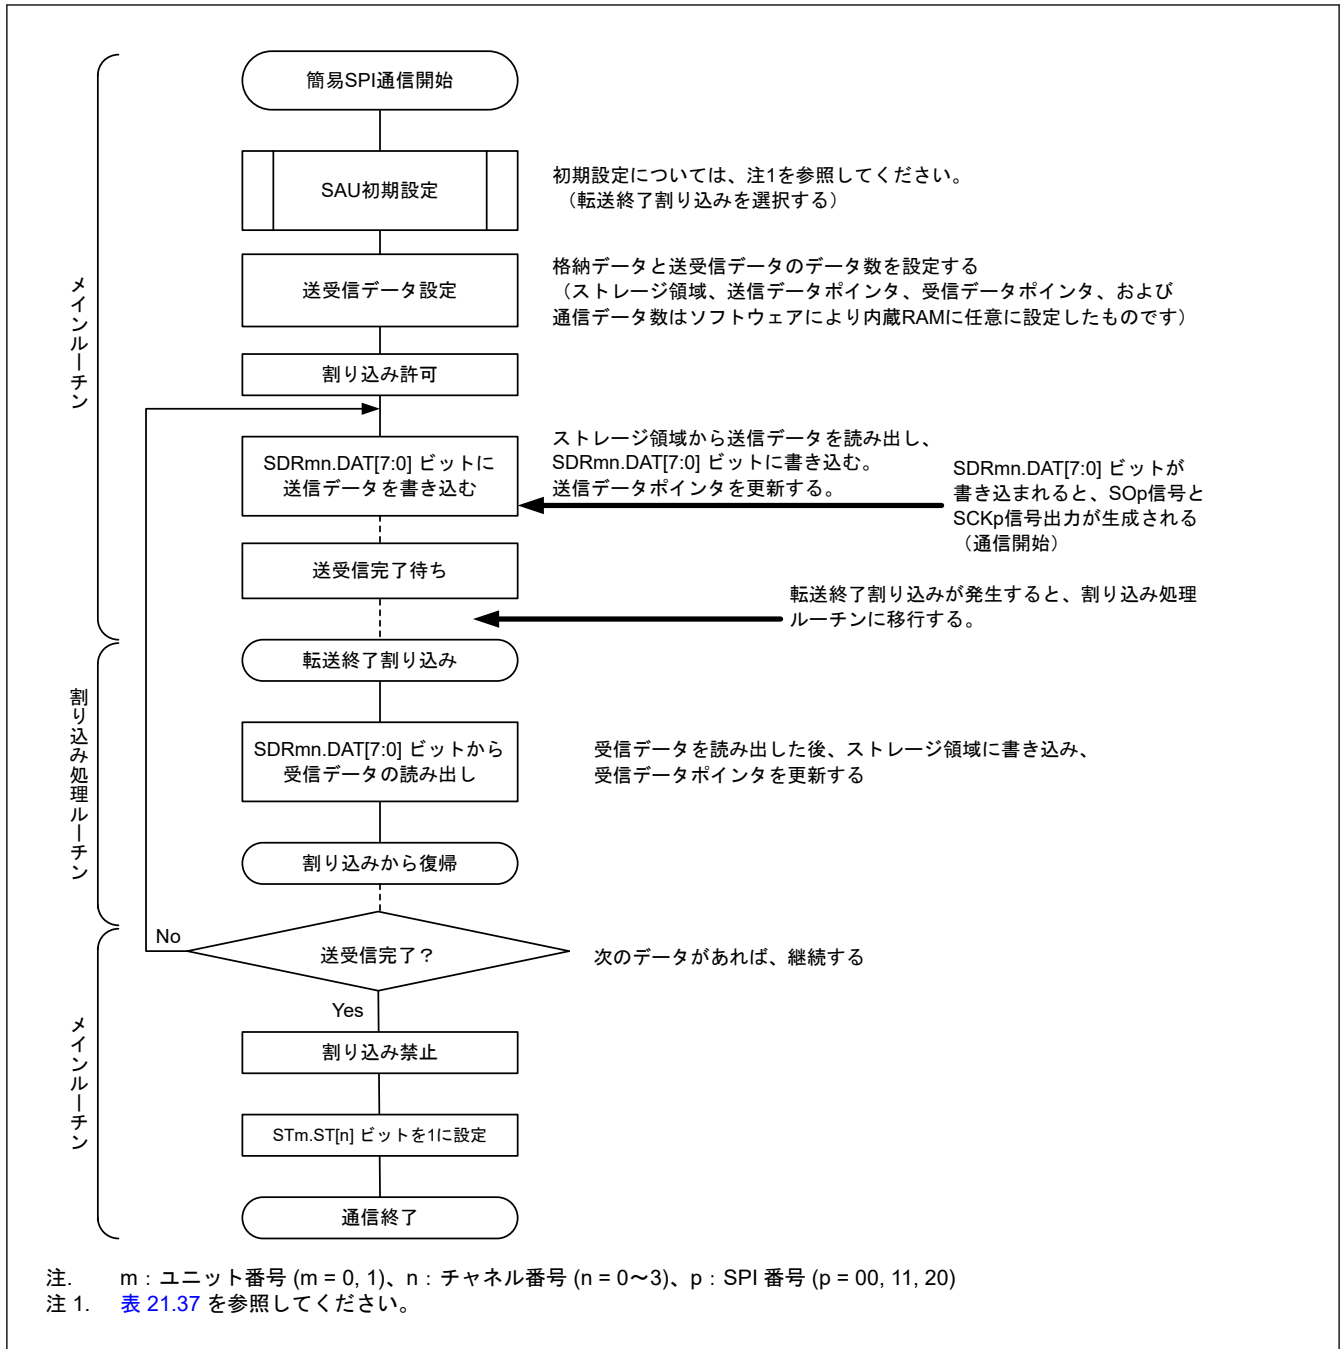 簡易SPI通信開始
SAU初期設定
初期設定については、注1を参照してください。
（転送終了割り込みを選択する）
送受信データ設定
格納データと送受信データのデータ数を設定する
（ストレージ領域、送信データポインタ、受信データポインタ、および
通信データ数はソフトウェアにより内蔵RAMに任意に設定したものです）
メインルーチン
割り込み許可
SDRmn.DAT[7:0] ビットに
送信データを書き込む
ストレージ領域から送信データを読み出し、
SDRmn.DAT[7:0] ビットに書き込む。
送信データポインタを更新する。
SDRmn.DAT[7:0] ビットが
書き込まれると、SOp信号と
SCKp信号出力が生成される
（通信開始）
送受信完了待ち
転送終了割り込みが発生すると、割り込み処理
ルーチンに移行する。
転送終了割り込み
割り込み処理ルーチン
SDRmn.DAT[7:0] ビットから
受信データの読み出し
受信データを読み出した後、ストレージ領域に書き込み、
受信データポインタを更新する
割り込みから復帰
No
送受信完了？
次のデータがあれば、継続する
Yes
メインルーチン
割り込み禁止
STm.ST[n] ビットを1に設定
通信終了
注. m：ユニット番号 (m = 0, 1)、n：チャネル番号 (n = 0～3)、p：SPI 番号 (p = 00, 11, 20)
注 1. 表 21.37 を参照してください。